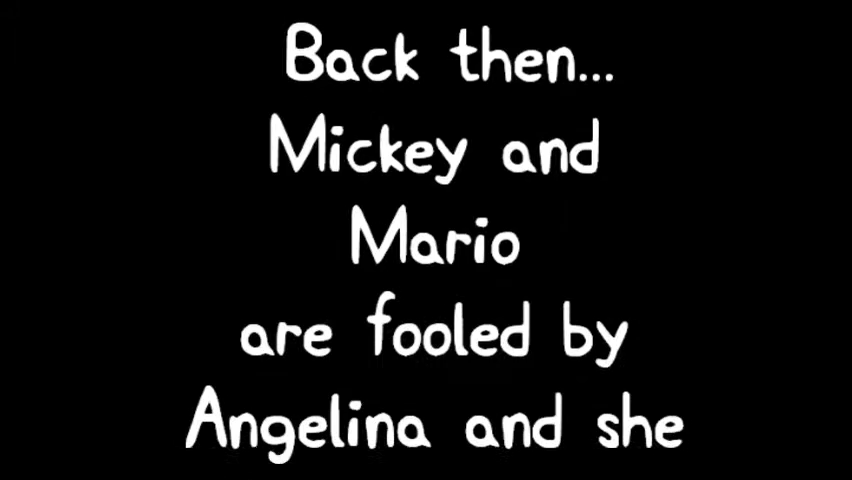 Back then...
Mickey and
Mario
are fooled by
Angelina and she